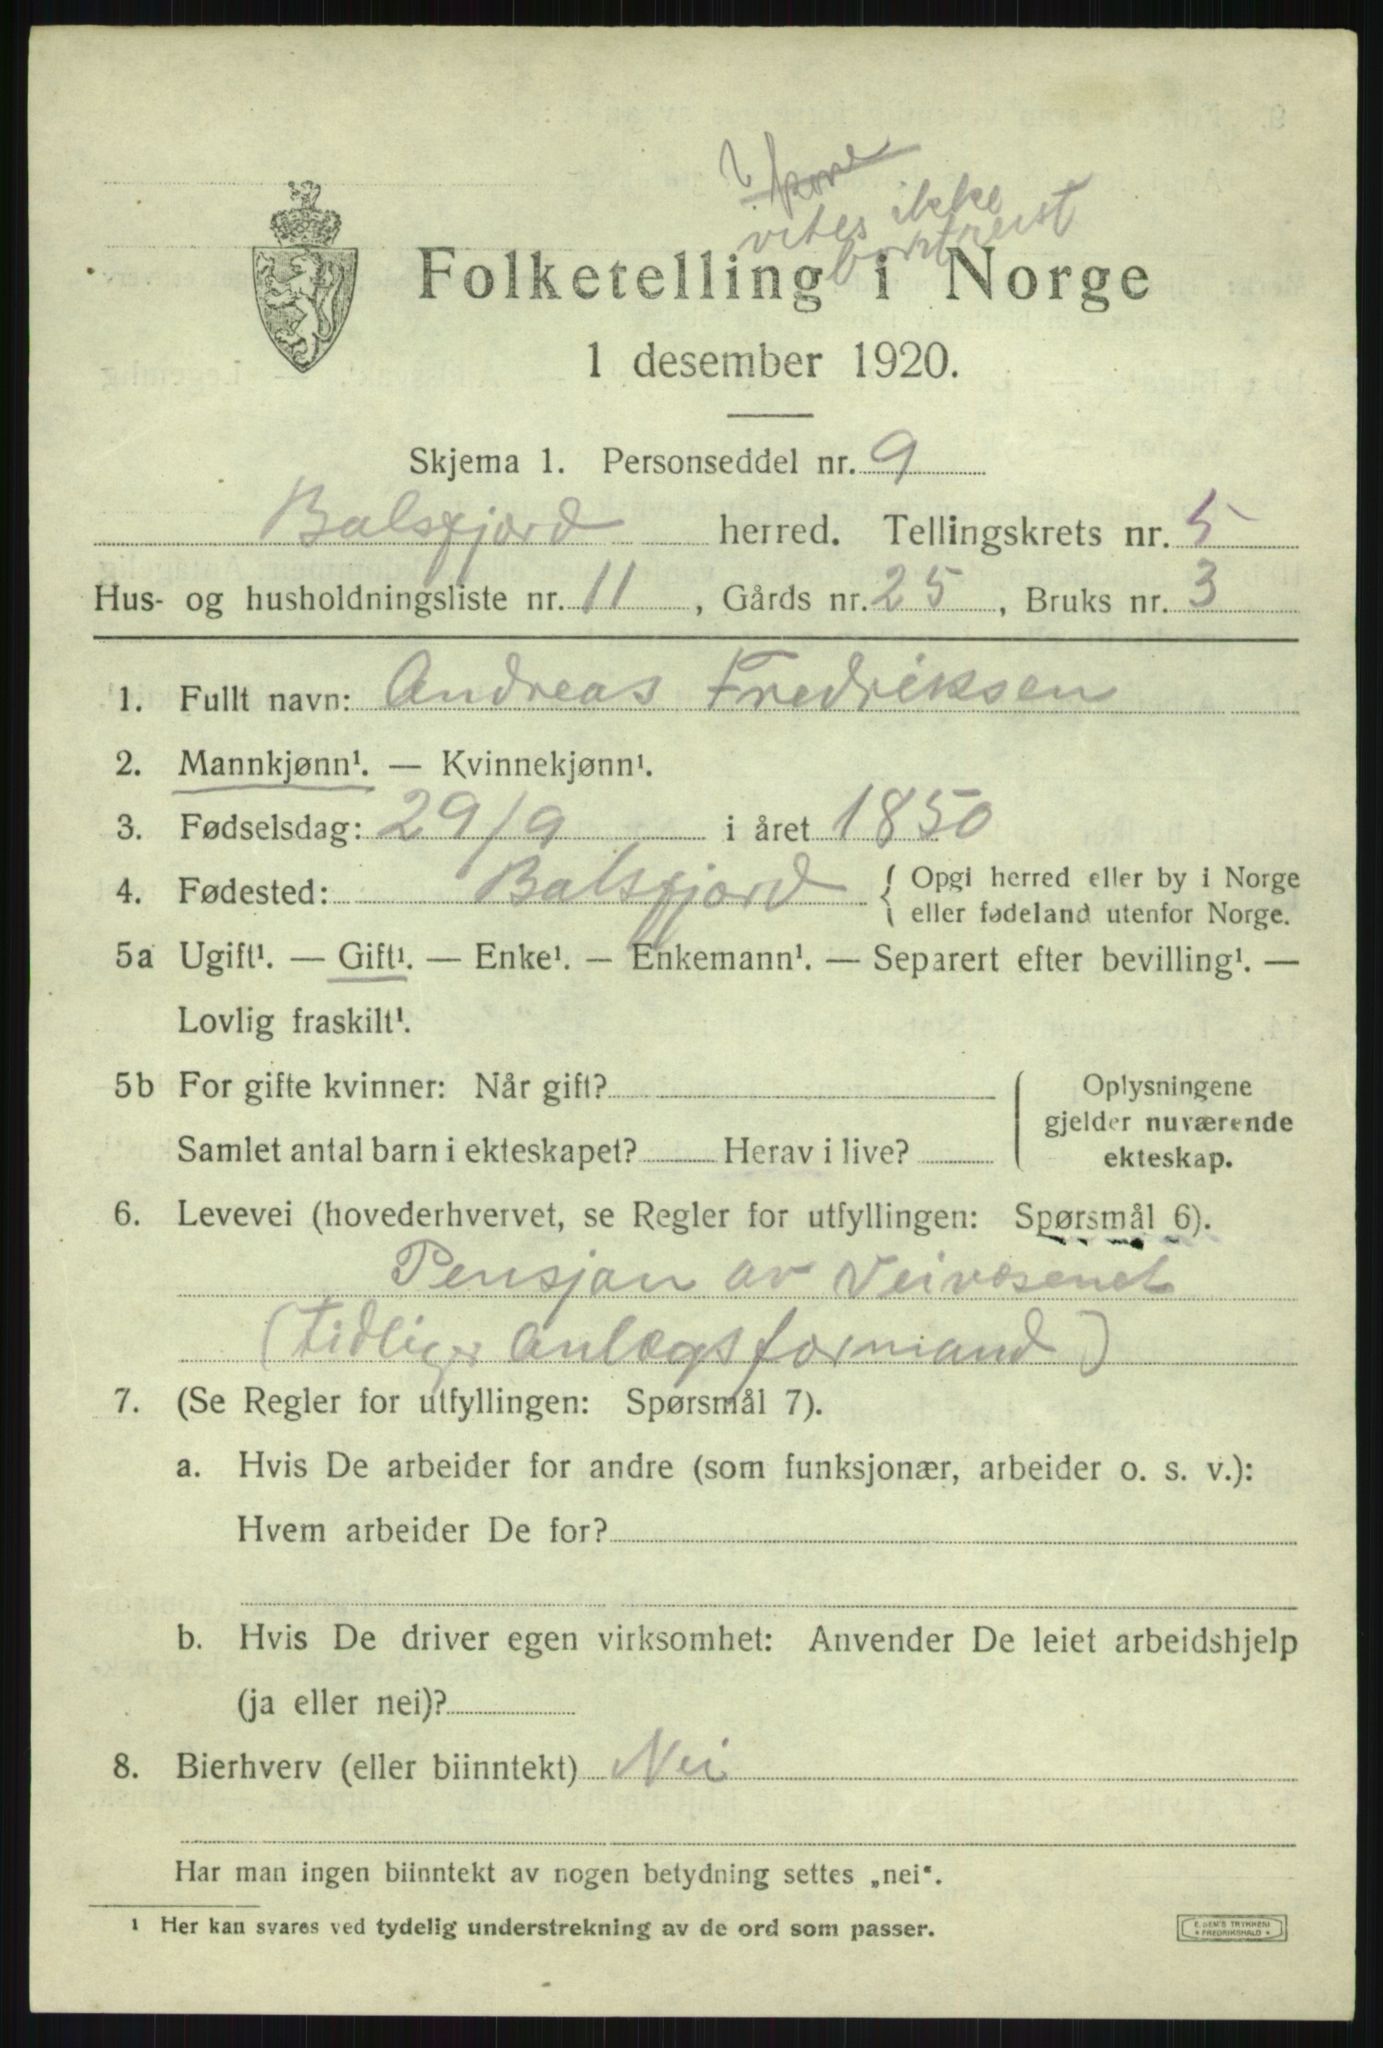 vites ikke
bortreist
Folketelling i Norge
1 desember 1920.
Skjema 1. Personseddel nr. 9
Balsfjord herred. Tellingskrets nr. 5
Hus- og husholdningsliste nr. 11, Gårds nr. 25, Bruks nr. 3
1. Fullt navn: Andreas Fredriksen
2. Mannkjønn¹. — Kvinnekjønn¹.
3. Fødselsdag: 29/9 i året 1850
4. Fødested: Balsfjord { Opgi herred eller by i Norge
eller fødeland utenfor Norge.
5a Ugift¹. — Gift¹. — Enke¹. — Enkemann¹. — Separert efter bevilling¹. —
Lovlig fraskilt¹.
5b For gifte kvinner: Når gift?
Samlet antal barn i ekteskapet? Herav i live?
Oplysningene
gjelder nuværende
ekteskap.
6. Levevei (hovederhvervet, se Regler for utfyllingen: Spørsmål 6).
Pensjon av Veivæsenet
(tidliger Anlægsformand)
7. (Se Regler for utfyllingen: Spørsmål 7).
a. Hvis De arbeider for andre (som funksjonær, arbeider o. s. v.):
Hvem arbeider De for?
b. Hvis De driver egen virksomhet: Anvender De leiet arbeidshjelp
(ja eller nei)?
8. Bierhverv (eller biinntekt) Nei
Har man ingen biinntekt av nogen betydning settes „nei".
¹ Her kan svares ved tydelig understrekning av de ord som passer.
E. SEM'S TRYKKERI
* FREDRIKSHALD *